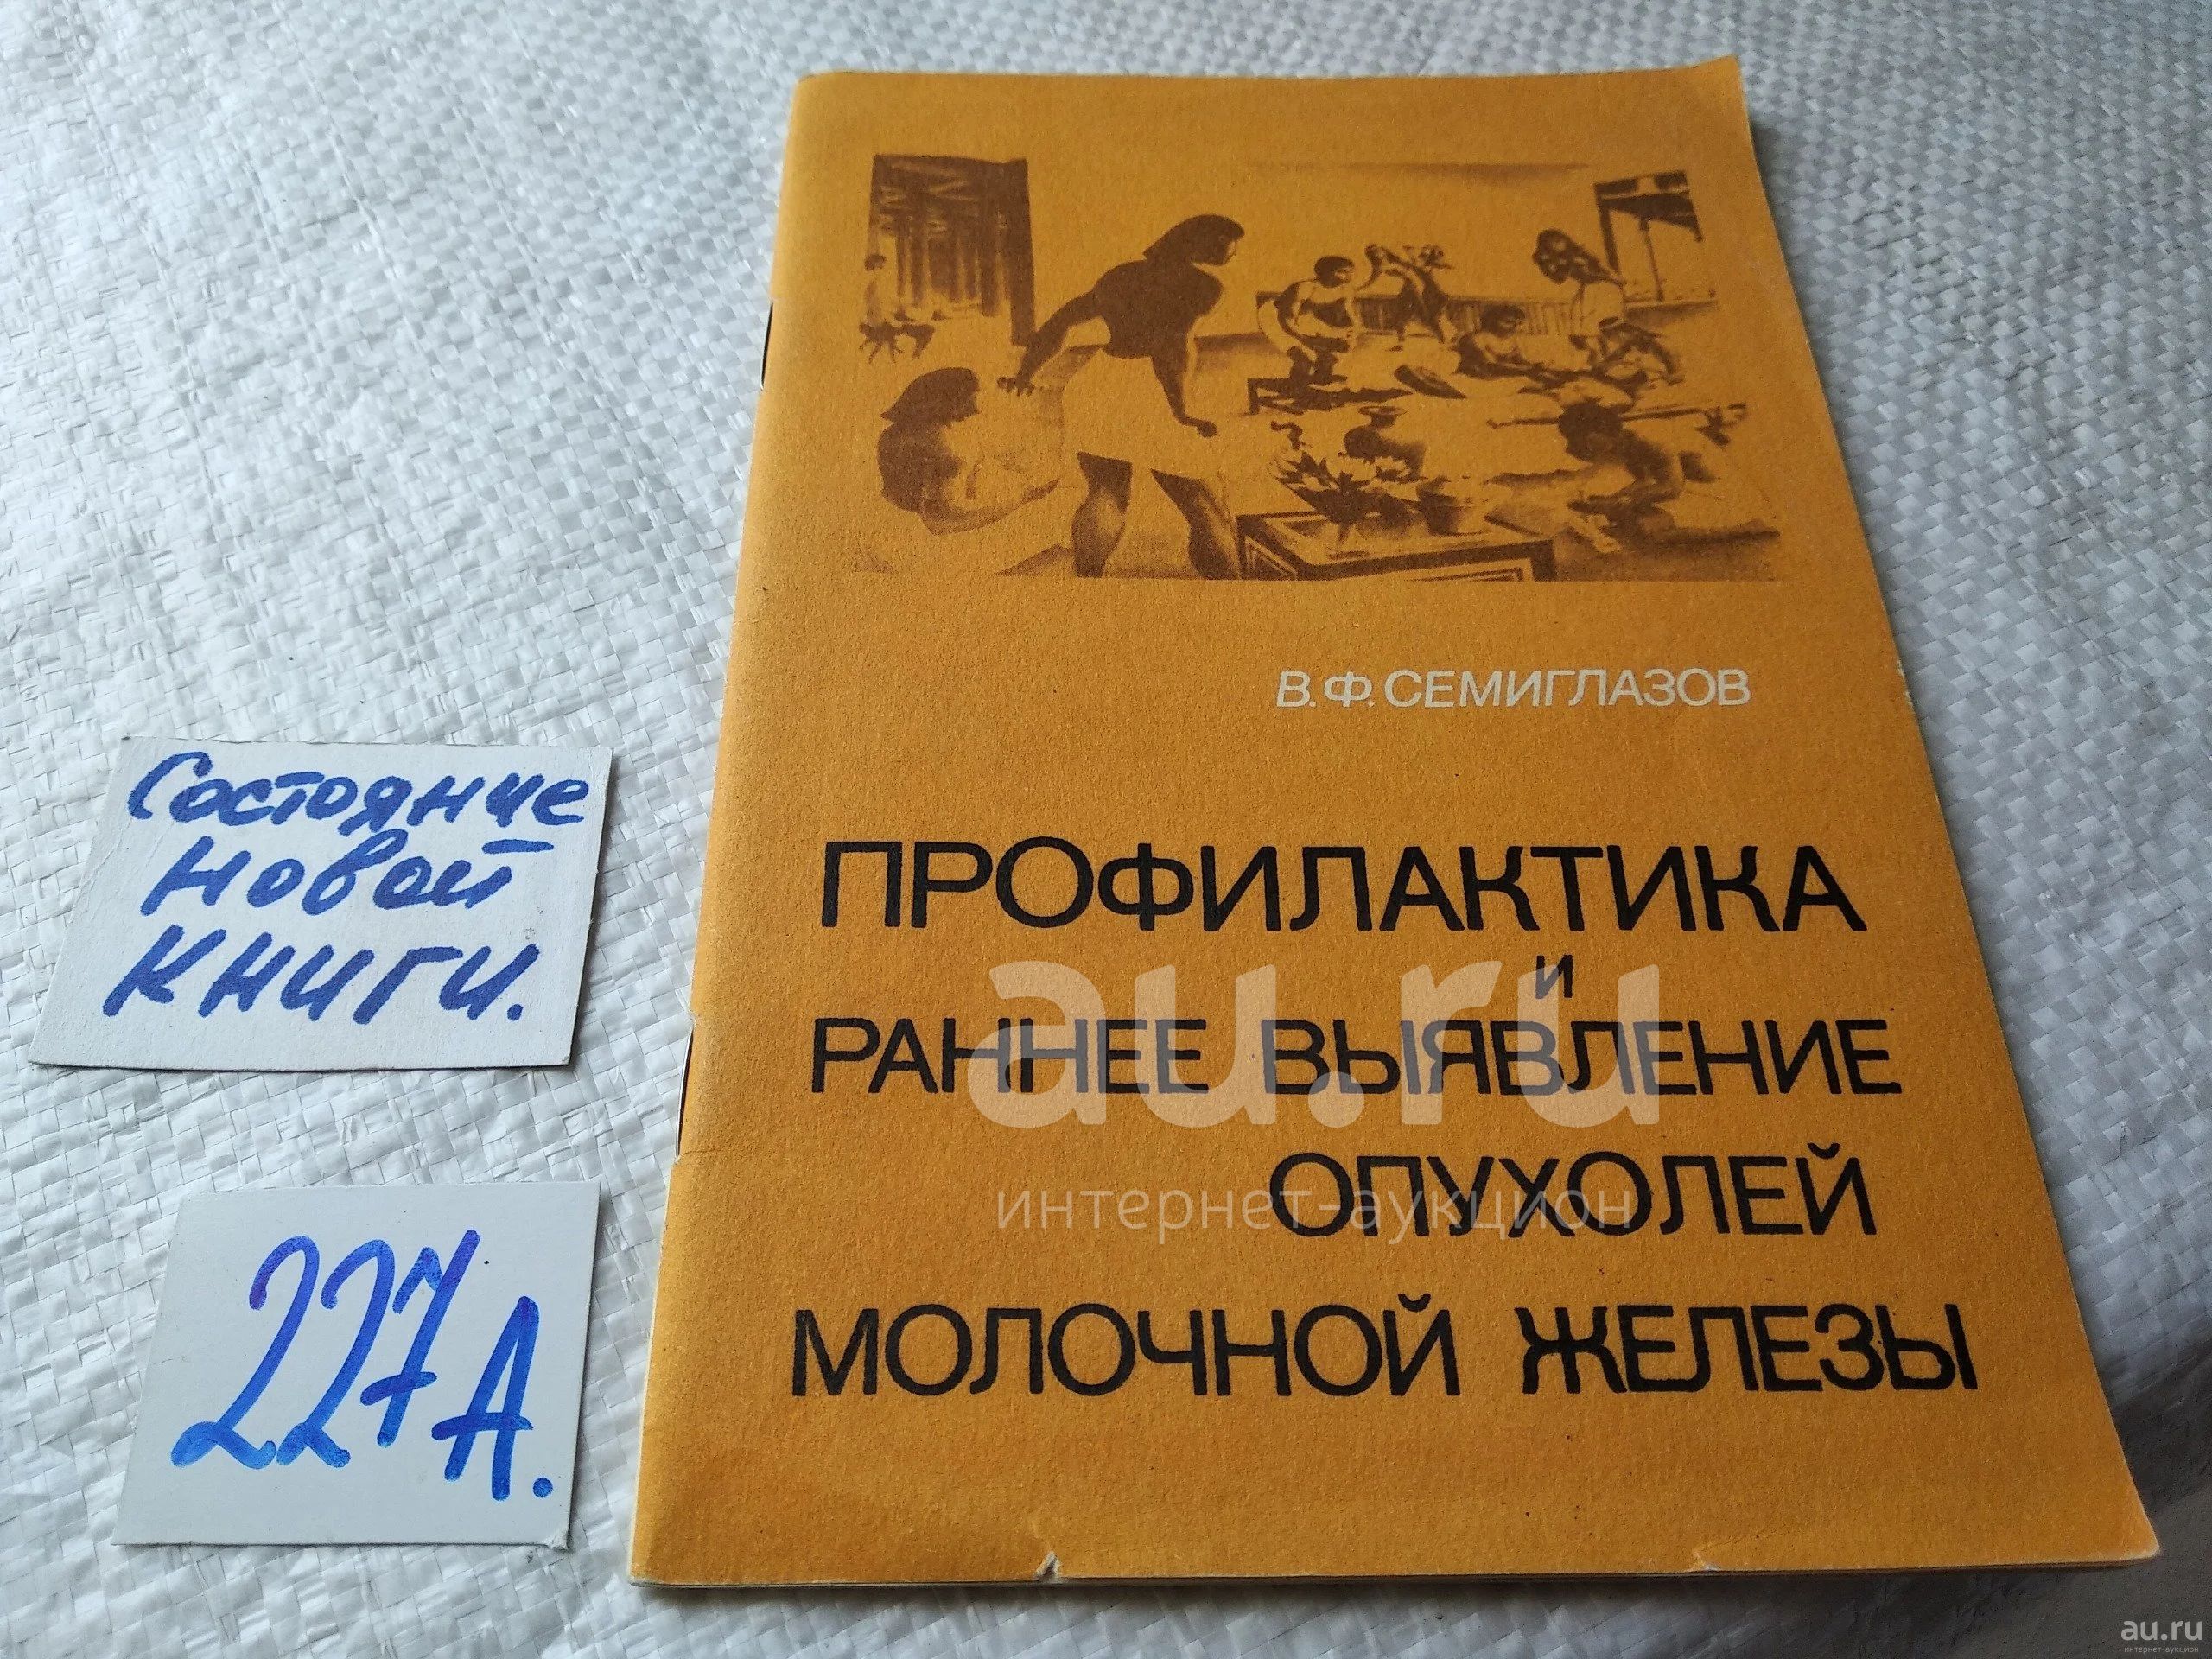 В.Ф. СЕМИГЛАЗОВ
ПРОФИЛАКТИКА
И
РАННЕЕ ВЫЯВЛЕНИЕ
ОПУХОЛЕЙ
МОЛОЧНОЙ ЖЕЛЕЗЫ
Состояние
новой
книги.
227А.
au.ru
интернет-аукцион
au.ru
интернет-аукцион